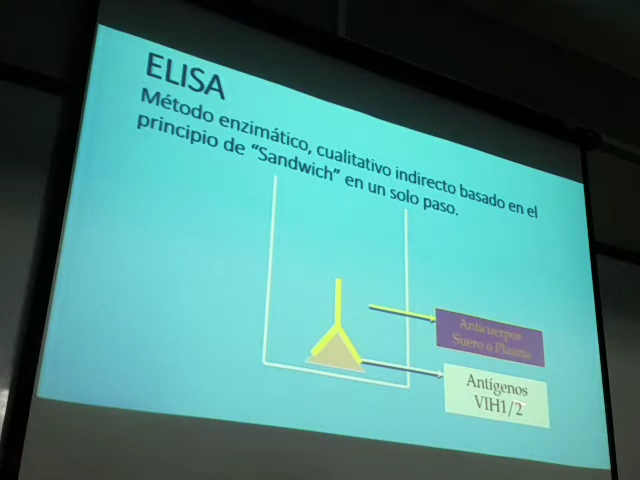 ELISA
Método enzimático, cualitativo indirecto basado en el
principio de “Sandwich” en un solo paso.
Anticuerpos
Suero o Plasma
Antígenos
VIH1/2